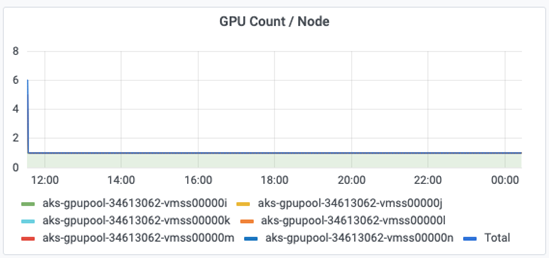 GPU Count / Node
8
6
4
2
0
12:00 14:00 16:00 18:00 20:00 22:00 00:00
aks-gpupool-34613062-vmss00000i aks-gpupool-34613062-vmss00000j
aks-gpupool-34613062-vmss00000k aks-gpupool-34613062-vmss00000l
aks-gpupool-34613062-vmss00000m aks-gpupool-34613062-vmss00000n Total